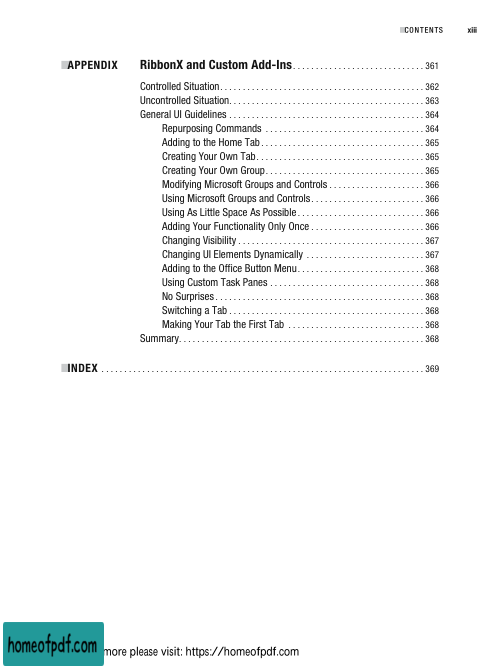 ■CONTENTS xiii
■APPENDIX RibbonX and Custom Add-Ins. . . . . . . . . . . . . . . . . . . . . . . . . . . . . 361
Controlled Situation. . . . . . . . . . . . . . . . . . . . . . . . . . . . . . . . . . . . . . . . . . . . . 362
Uncontrolled Situation. . . . . . . . . . . . . . . . . . . . . . . . . . . . . . . . . . . . . . . . . . . 363
General UI Guidelines . . . . . . . . . . . . . . . . . . . . . . . . . . . . . . . . . . . . . . . . . . . 364
Repurposing Commands . . . . . . . . . . . . . . . . . . . . . . . . . . . . . . . . . . . 364
Adding to the Home Tab. . . . . . . . . . . . . . . . . . . . . . . . . . . . . . . . . . . . 365
Creating Your Own Tab. . . . . . . . . . . . . . . . . . . . . . . . . . . . . . . . . . . . . 365
Creating Your Own Group. . . . . . . . . . . . . . . . . . . . . . . . . . . . . . . . . . . 365
Modifying Microsoft Groups and Controls . . . . . . . . . . . . . . . . . . . . . 366
Using Microsoft Groups and Controls. . . . . . . . . . . . . . . . . . . . . . . . . 366
Using As Little Space As Possible. . . . . . . . . . . . . . . . . . . . . . . . . . . . 366
Adding Your Functionality Only Once . . . . . . . . . . . . . . . . . . . . . . . . . 366
Changing Visibility . . . . . . . . . . . . . . . . . . . . . . . . . . . . . . . . . . . . . . . . . 367
Changing UI Elements Dynamically . . . . . . . . . . . . . . . . . . . . . . . . . . 367
Adding to the Office Button Menu. . . . . . . . . . . . . . . . . . . . . . . . . . . . 368
Using Custom Task Panes . . . . . . . . . . . . . . . . . . . . . . . . . . . . . . . . . . 368
No Surprises. . . . . . . . . . . . . . . . . . . . . . . . . . . . . . . . . . . . . . . . . . . . . . 368
Switching a Tab . . . . . . . . . . . . . . . . . . . . . . . . . . . . . . . . . . . . . . . . . . . 368
Making Your Tab the First Tab . . . . . . . . . . . . . . . . . . . . . . . . . . . . . . 368
Summary. . . . . . . . . . . . . . . . . . . . . . . . . . . . . . . . . . . . . . . . . . . . . . . . . . . . . . 368
■INDEX . . . . . . . . . . . . . . . . . . . . . . . . . . . . . . . . . . . . . . . . . . . . . . . . . . . . . . . . . . . . . . . . . . . . . . 369
homeofpdf.com more please visit: https://homeofpdf.com